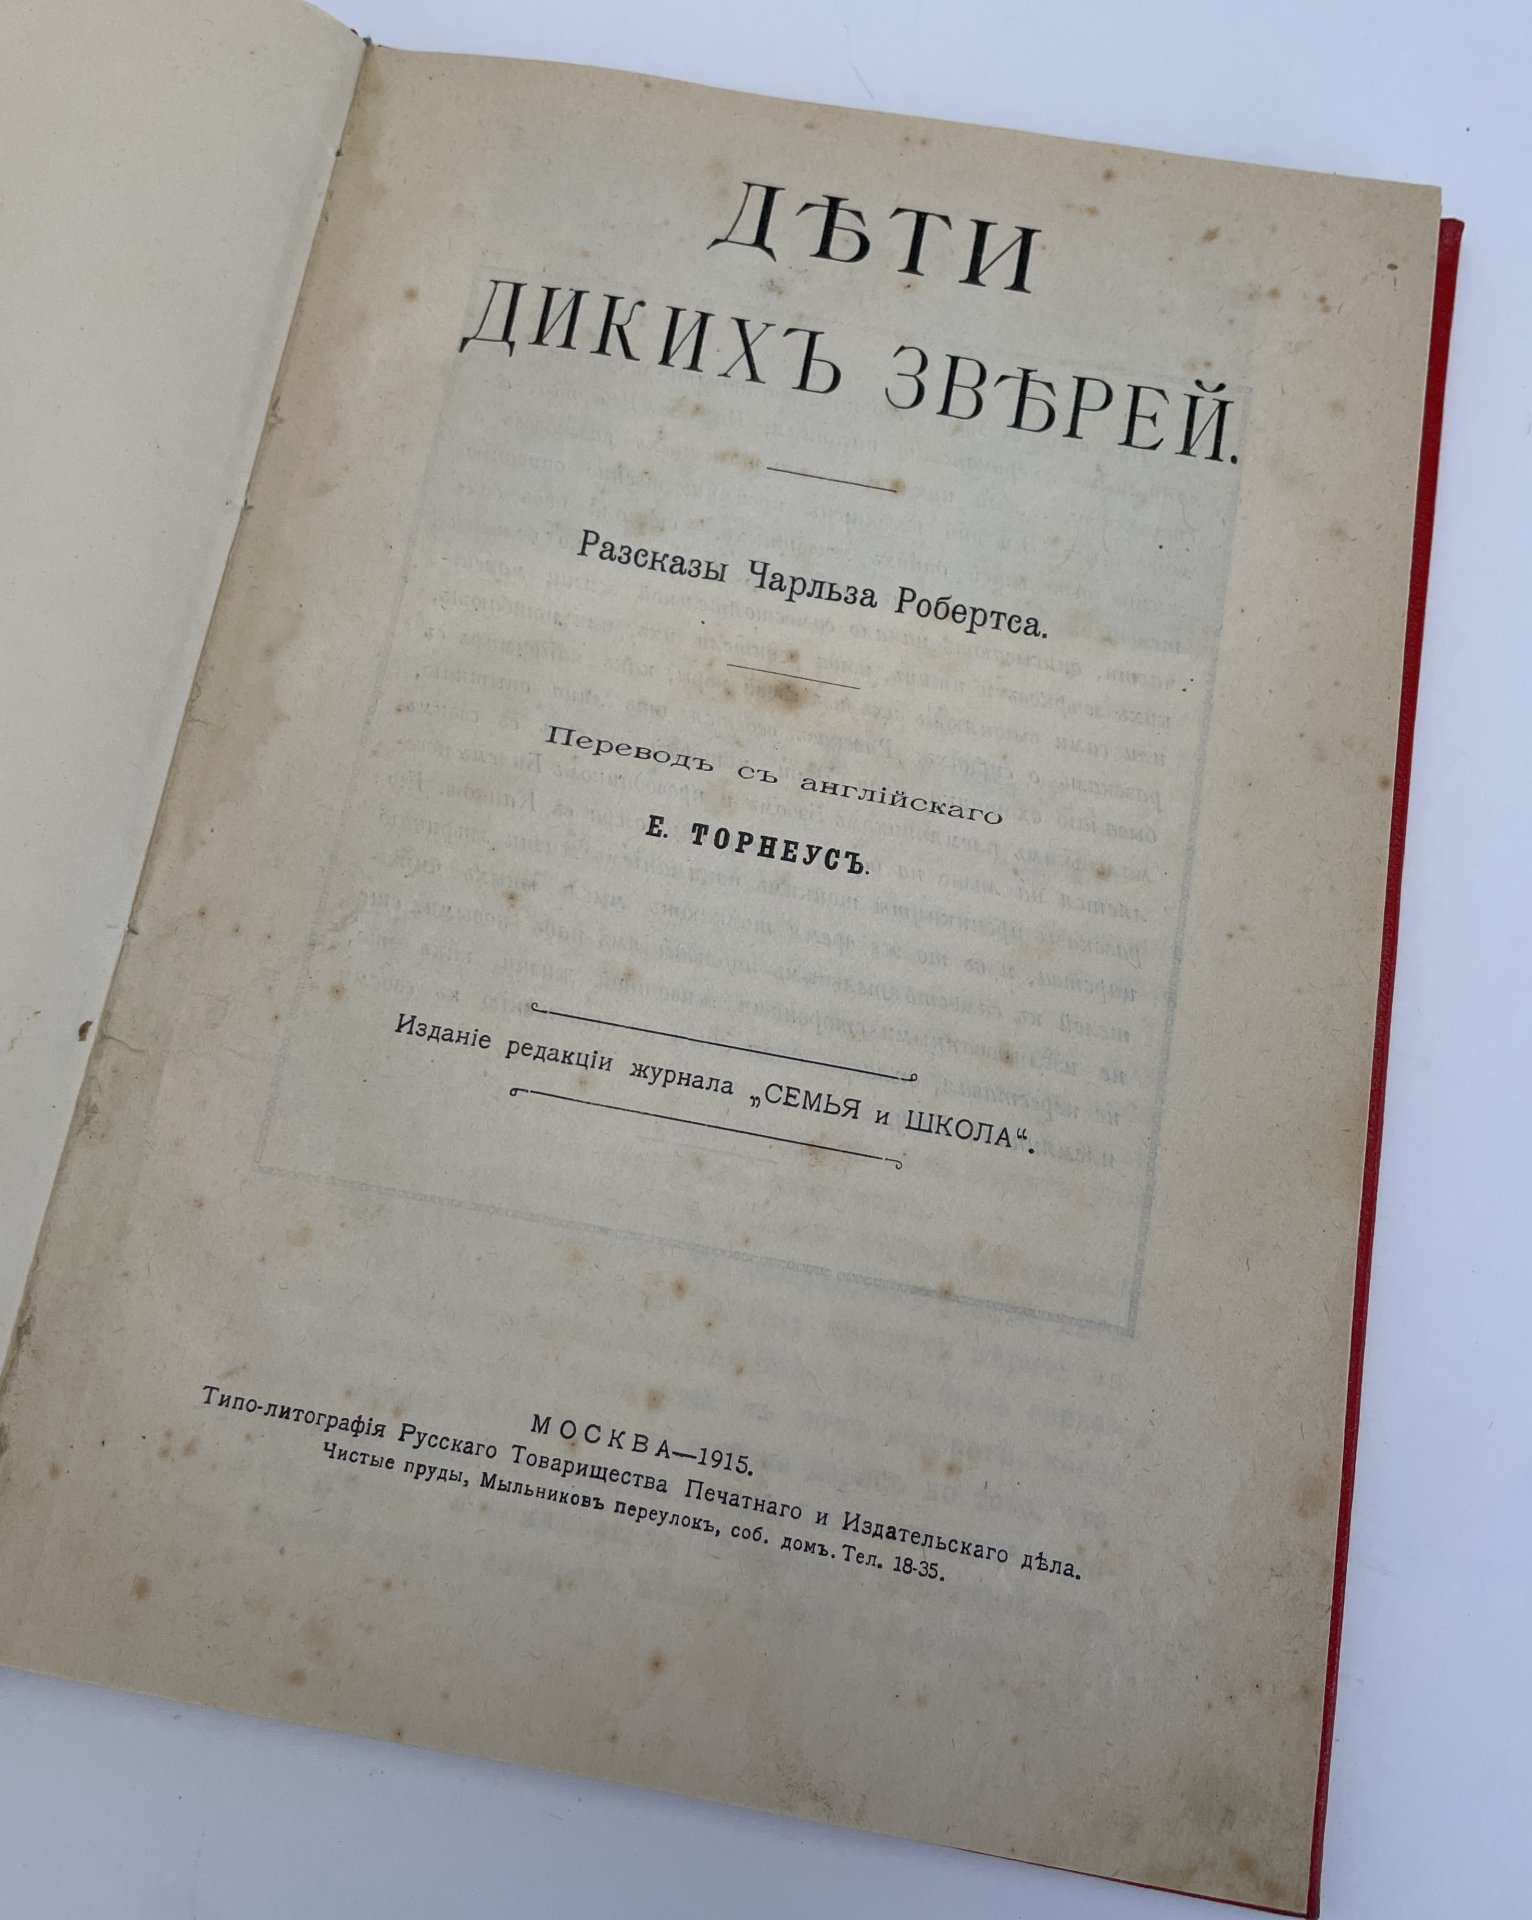 ДѢТИ
ДИКИХЪ ЗВѢРЕЙ.
Разсказы Чарльза Робертса.
Переводъ съ англійскаго
Е. ТОРНЕУСЪ.
Изданіе редакціи журнала „СЕМЬЯ и ШКОЛА“.
МОСКВА—1915.
Типо-литографія Русскаго Товарищества Печатнаго и Издательскаго дѣла.
Чистые пруды, Мыльниковъ переулокъ, соб. домъ. Тел. 18-35.